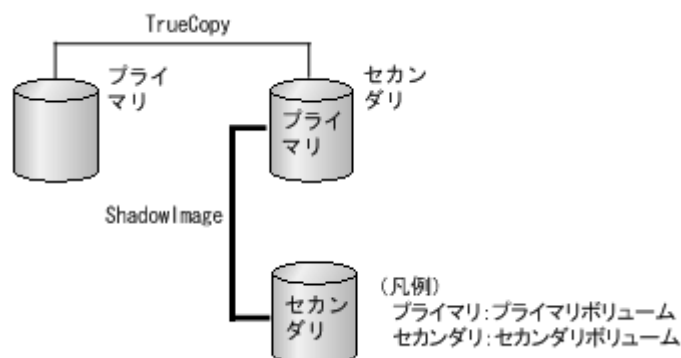 TrueCopy
プライ
マリ
セカン
ダリ
プライ
マリ
ShadowImage
セカン
ダリ
(凡例)
プライマリ:プライマリボリューム
セカンダリ:セカンダリボリューム